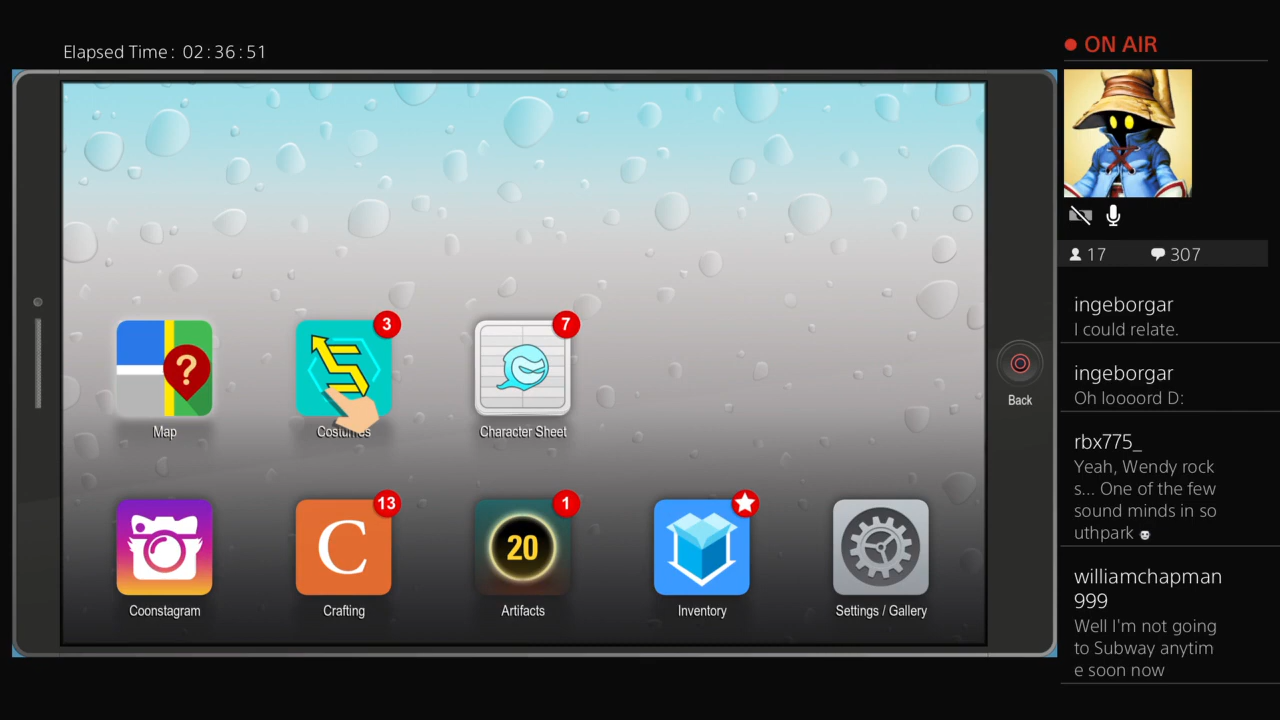 Elapsed Time: 02:36:51
ON AIR
17 307
ingeborgar
I could relate.
ingeborgar
Oh loooord D:
rbx775_
Yeah, Wendy rock
s... One of the few
sound minds in so
uthpark
williamchapman
999
Well I'm not going
to Subway anytim
e soon now
3
7
?
Map
Costumes
Character Sheet
Back
13
1
C
20
Coonstagram
Crafting
Artifacts
Inventory
Settings / Gallery